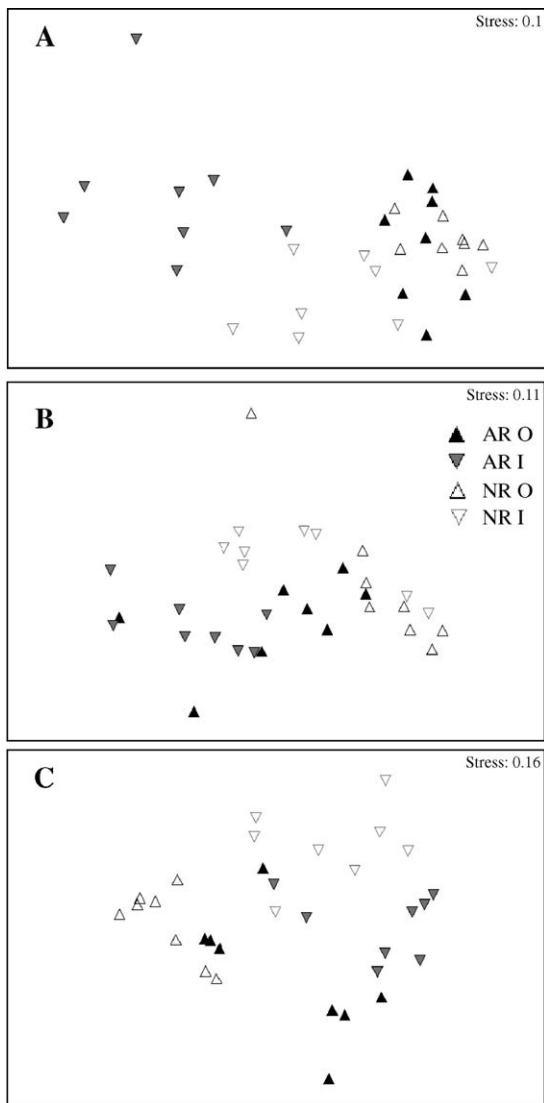 A
Stress: 0.1
B
Stress: 0.11
AR O
AR I
NR O
NR I
C
Stress: 0.16